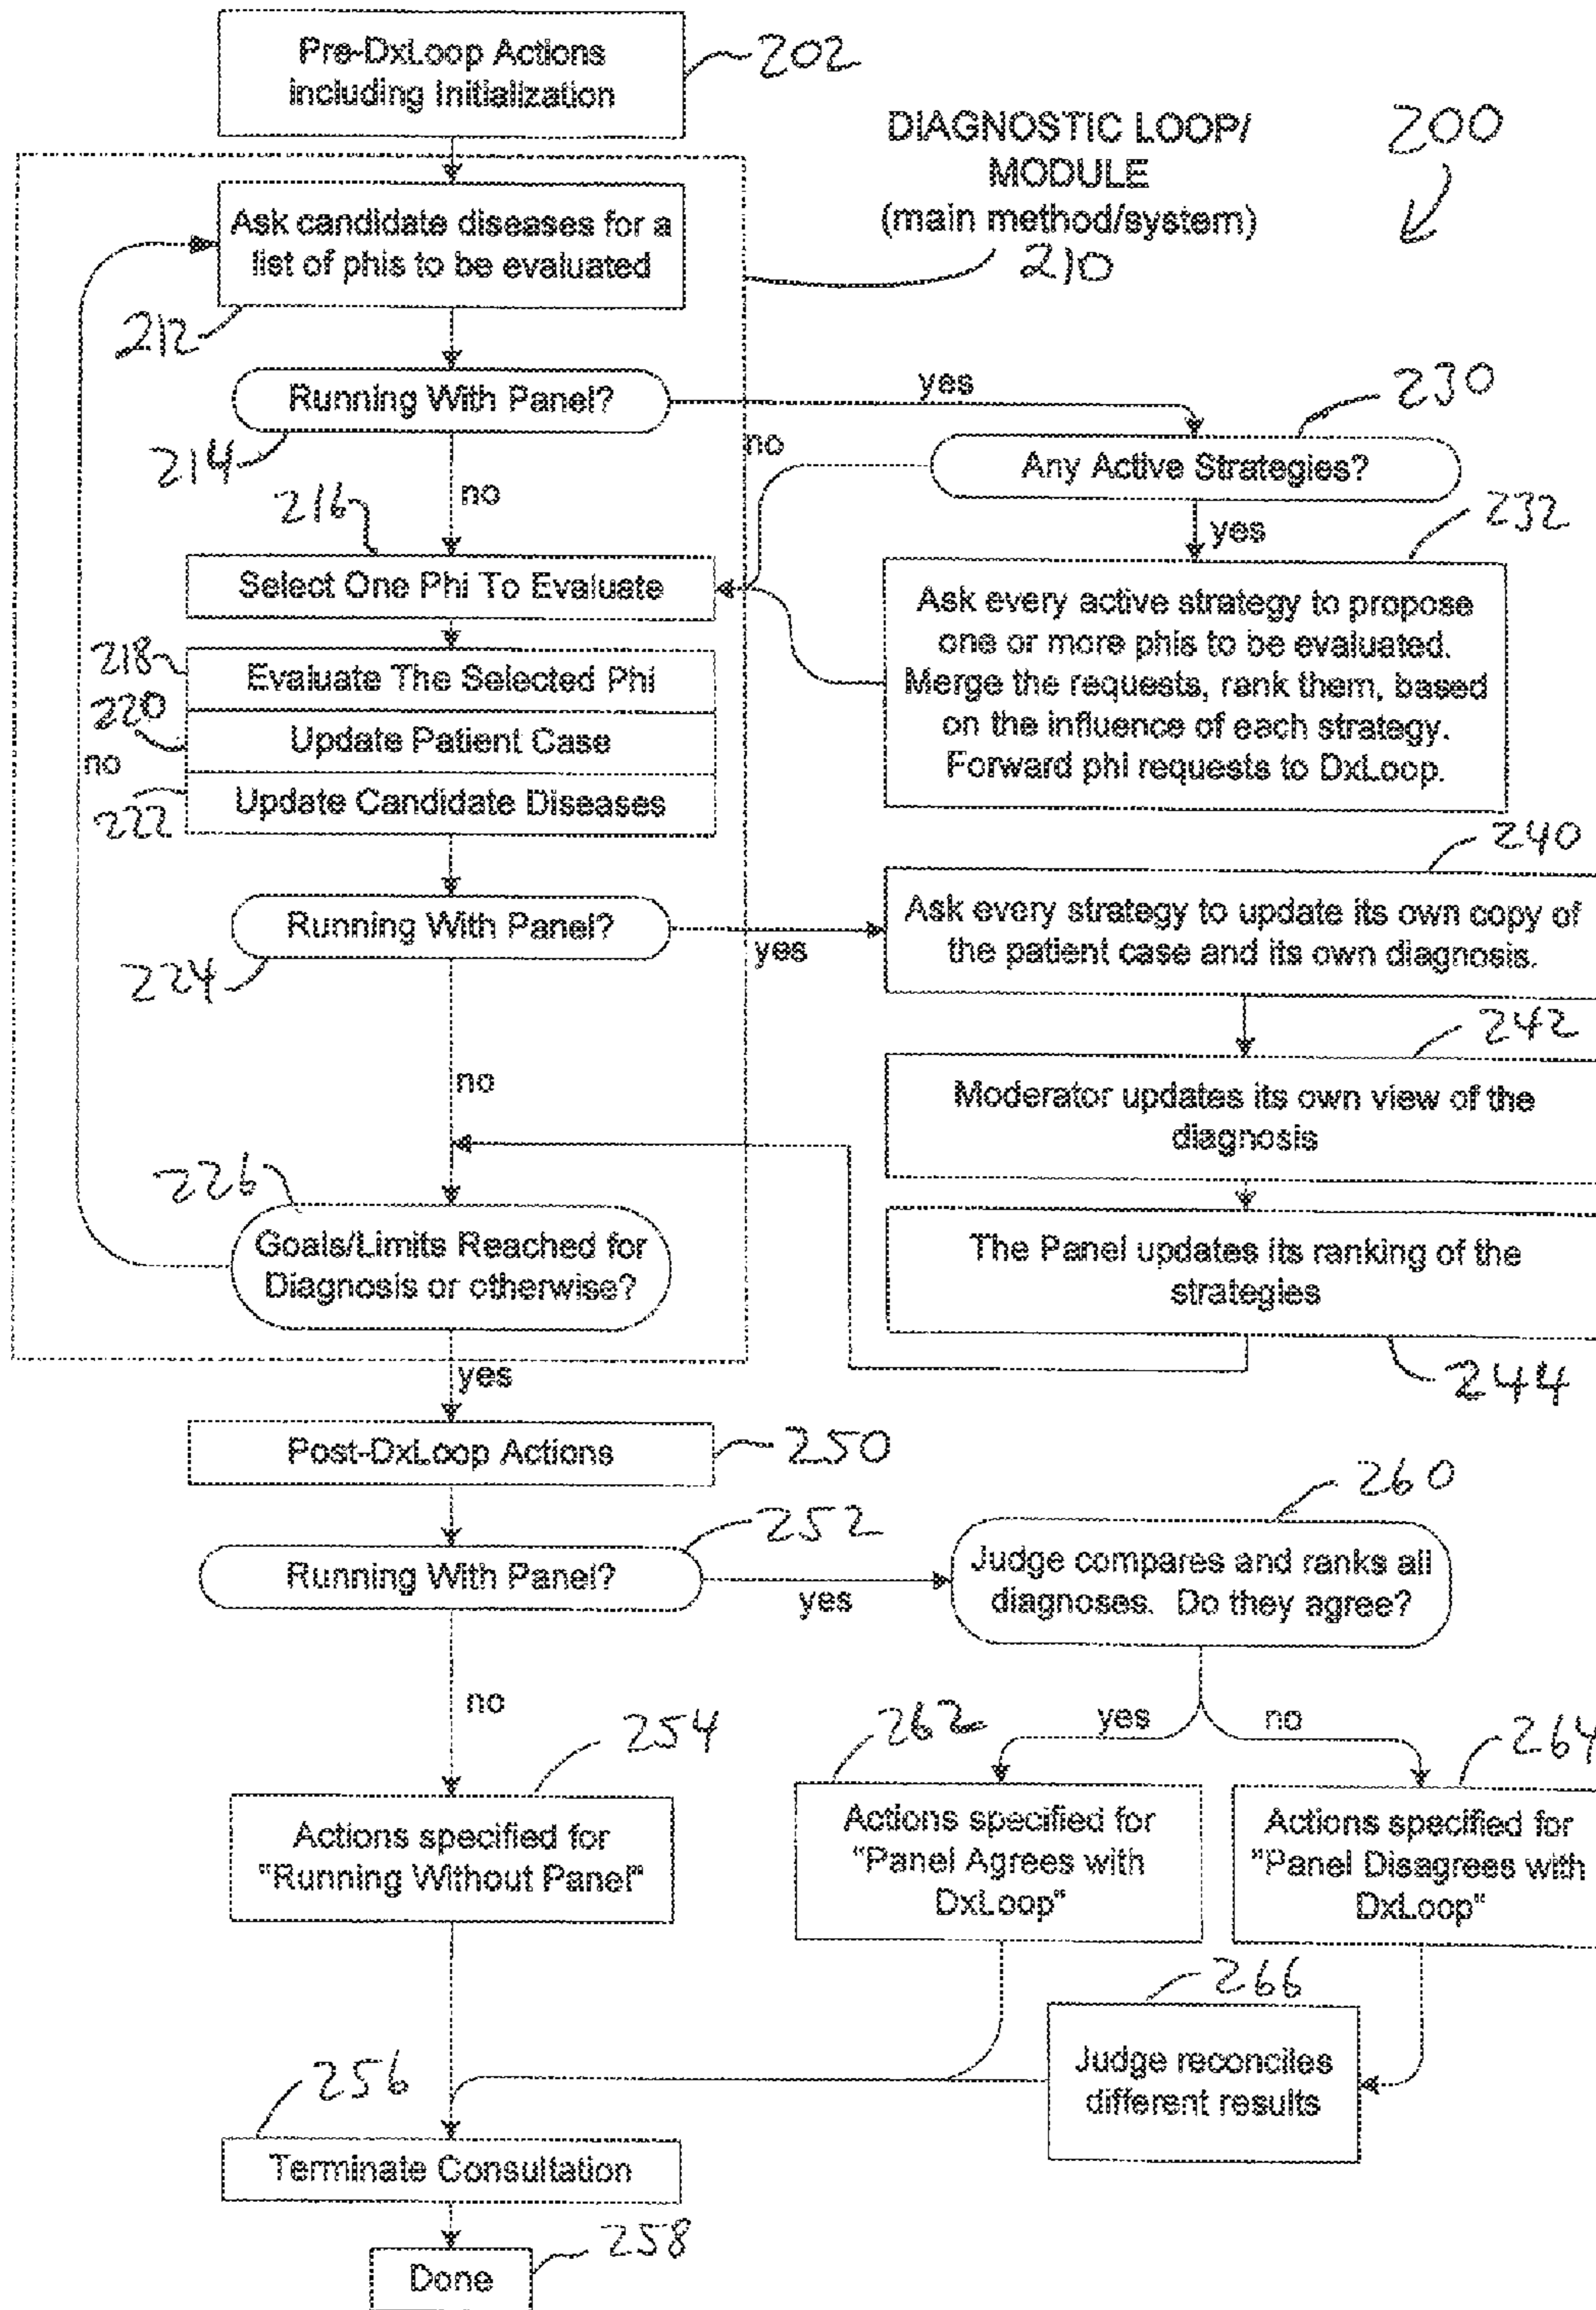 Pre-DxLoop Actions
including Initialization
202
DIAGNOSTIC LOOP/
MODULE
(main method/system)
210
200
Ask candidate diseases for a
list of phis to be evaluated
212
Running With Panel?
214
yes
230
no
Any Active Strategies?
no
216
yes
232
Select One Phi To Evaluate
Ask every active strategy to propose
one or more phis to be evaluated.
Merge the requests, rank them, based
on the influence of each strategy.
Forward phi requests to DxLoop.
218
Evaluate The Selected Phi
220
Update Patient Case
no
222
Update Candidate Diseases
240
Running With Panel?
224
yes
Ask every strategy to update its own copy of
the patient case and its own diagnosis.
242
no
Moderator updates its own view of the
diagnosis
226
Goals/Limits Reached for
Diagnosis or otherwise?
The Panel updates its ranking of the
strategies
244
yes
Post-DxLoop Actions
250
252
260
Running With Panel?
yes
Judge compares and ranks all
diagnoses. Do they agree?
no
254
262
yes
no
264
Actions specified for
"Running Without Panel"
Actions specified for
"Panel Agrees with
DxLoop"
Actions specified for
"Panel Disagrees with
DxLoop"
266
Judge reconciles
different results
256
Terminate Consultation
258
Done